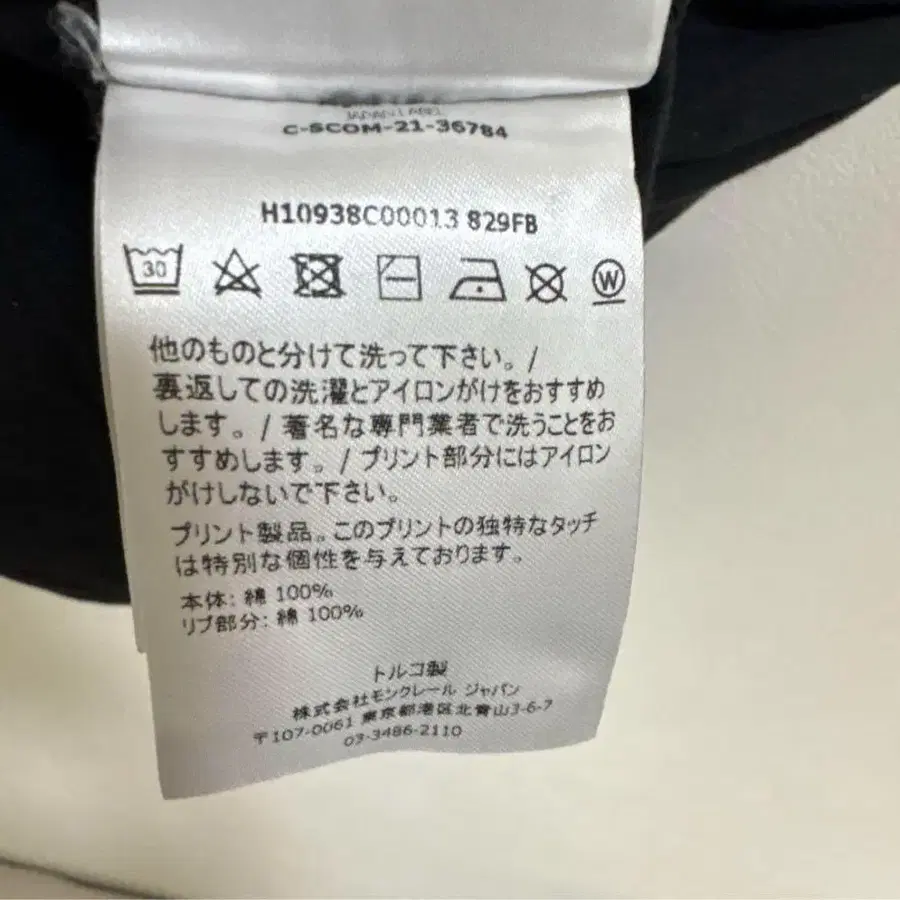 JAPAN LABEL
C-SCOM-21-36784
H10938C00013 829FB
30
W
他のものと分けて洗って下さい。/
裏返しての洗濯とアイロンがけをおすすめ
します。/ 著名な専門業者で洗うことをお
すすめします。/ プリント部分にはアイロン
がけしないで下さい。
プリント製品。このプリントの独特なタッチ
は特別な個性を与えております。
本体: 綿 100%
リブ部分: 綿 100%
トルコ製
株式会社モンクレール ジャパン
〒107-0061 東京都港区北青山3-6-7
03-3486-2110